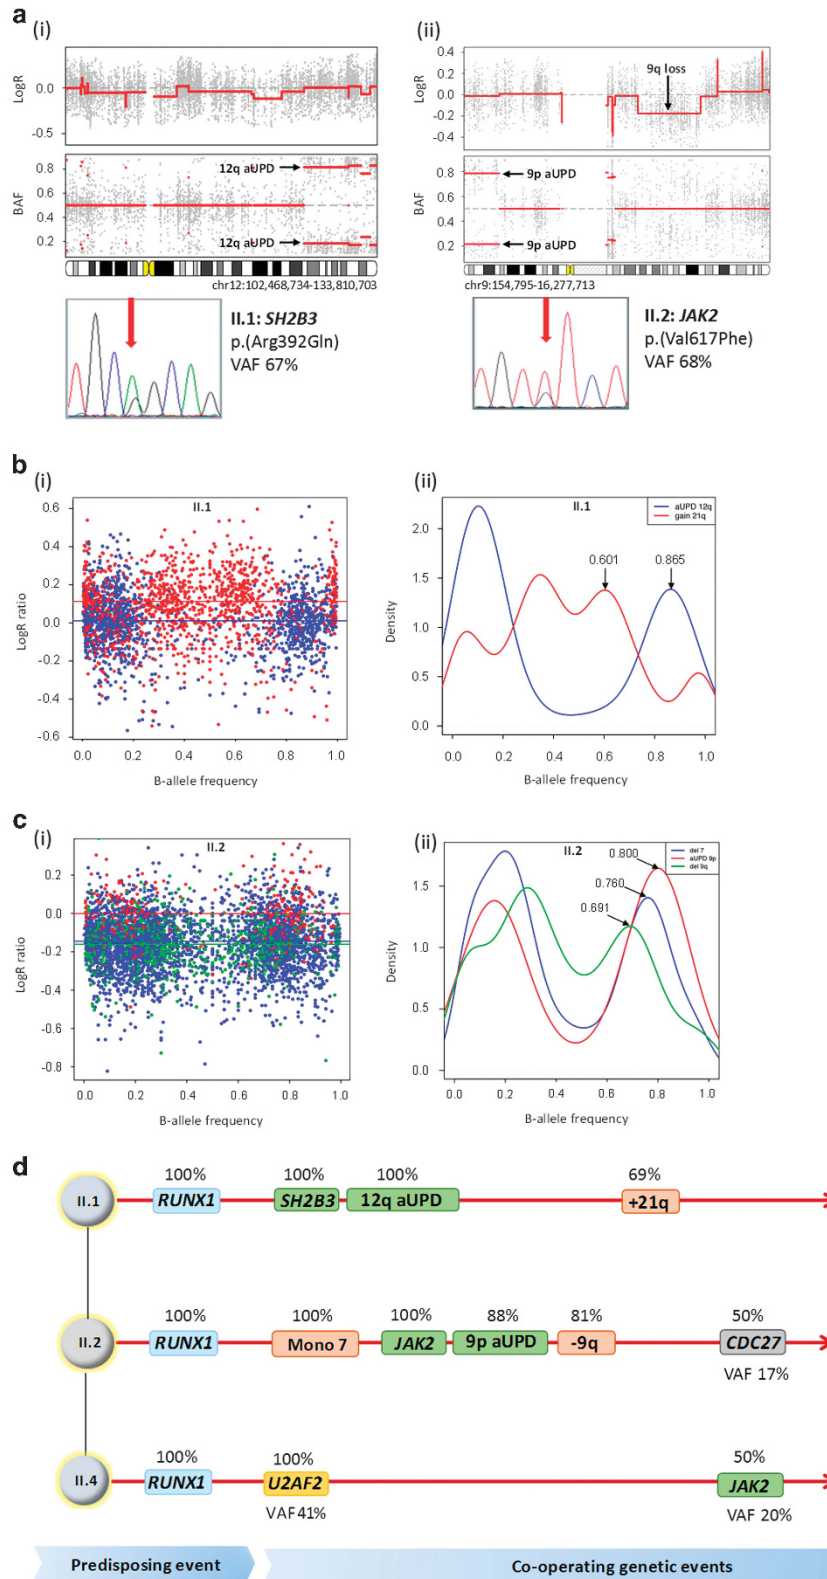 a
(i)
(ii)
LogR
0.0
-0.5
BAF
0.8
0.5
0.2
12q aUPD
12q aUPD
chr12:102,468,734-133,810,703
II.1: SH2B3
p.(Arg392Gln)
VAF 67%
LogR
0.4
0.2
0.0
-0.2
-0.4
9q loss
BAF
0.8
0.5
0.2
9p aUPD
9p aUPD
chr9:154,795-16,277,713
II.2: JAK2
p.(Val617Phe)
VAF 68%
b
(i)
II.1
LogR ratio
0.6
0.4
0.2
0.0
-0.2
-0.4
-0.6
0.0 0.2 0.4 0.6 0.8 1.0
B-allele frequency
(ii)
II.1
aUPD 12q
gain 21q
0.601
0.865
Density
2.0
1.5
1.0
0.5
0.0
0.0 0.2 0.4 0.6 0.8 1.0
B-allele frequency
c
(i)
II.2
LogR ratio
0.2
0.0
-0.2
-0.4
-0.6
-0.8
0.0 0.2 0.4 0.6 0.8 1.0
B-allele frequency
(ii)
II.2
del 7
aUPD 9p
del 9q
0.800
0.760
0.691
Density
1.5
1.0
0.5
0.0
0.0 0.2 0.4 0.6 0.8 1.0
B-allele frequency
d
100% 100% 100% 69%
II.1 RUNX1 SH2B3 12q aUPD +21q
100% 100% 100% 88% 81% 50%
II.2 RUNX1 Mono 7 JAK2 9p aUPD -9q CDC27
VAF 17%
100% 100% 50%
II.4 RUNX1 U2AF2 JAK2
VAF 41% VAF 20%
Predisposing event Co-operating genetic events